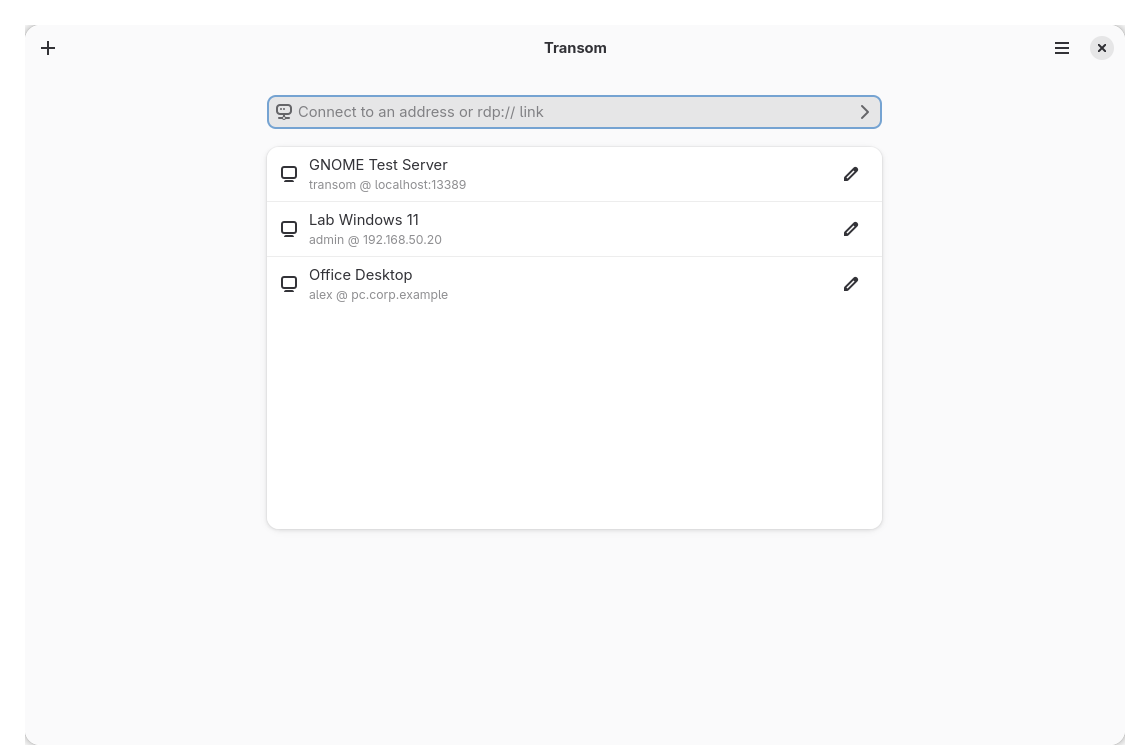 Transom
Connect to an address or rdp:// link
GNOME Test Server
transom @ localhost:13389
Lab Windows 11
admin @ 192.168.50.20
Office Desktop
alex @ pc.corp.example